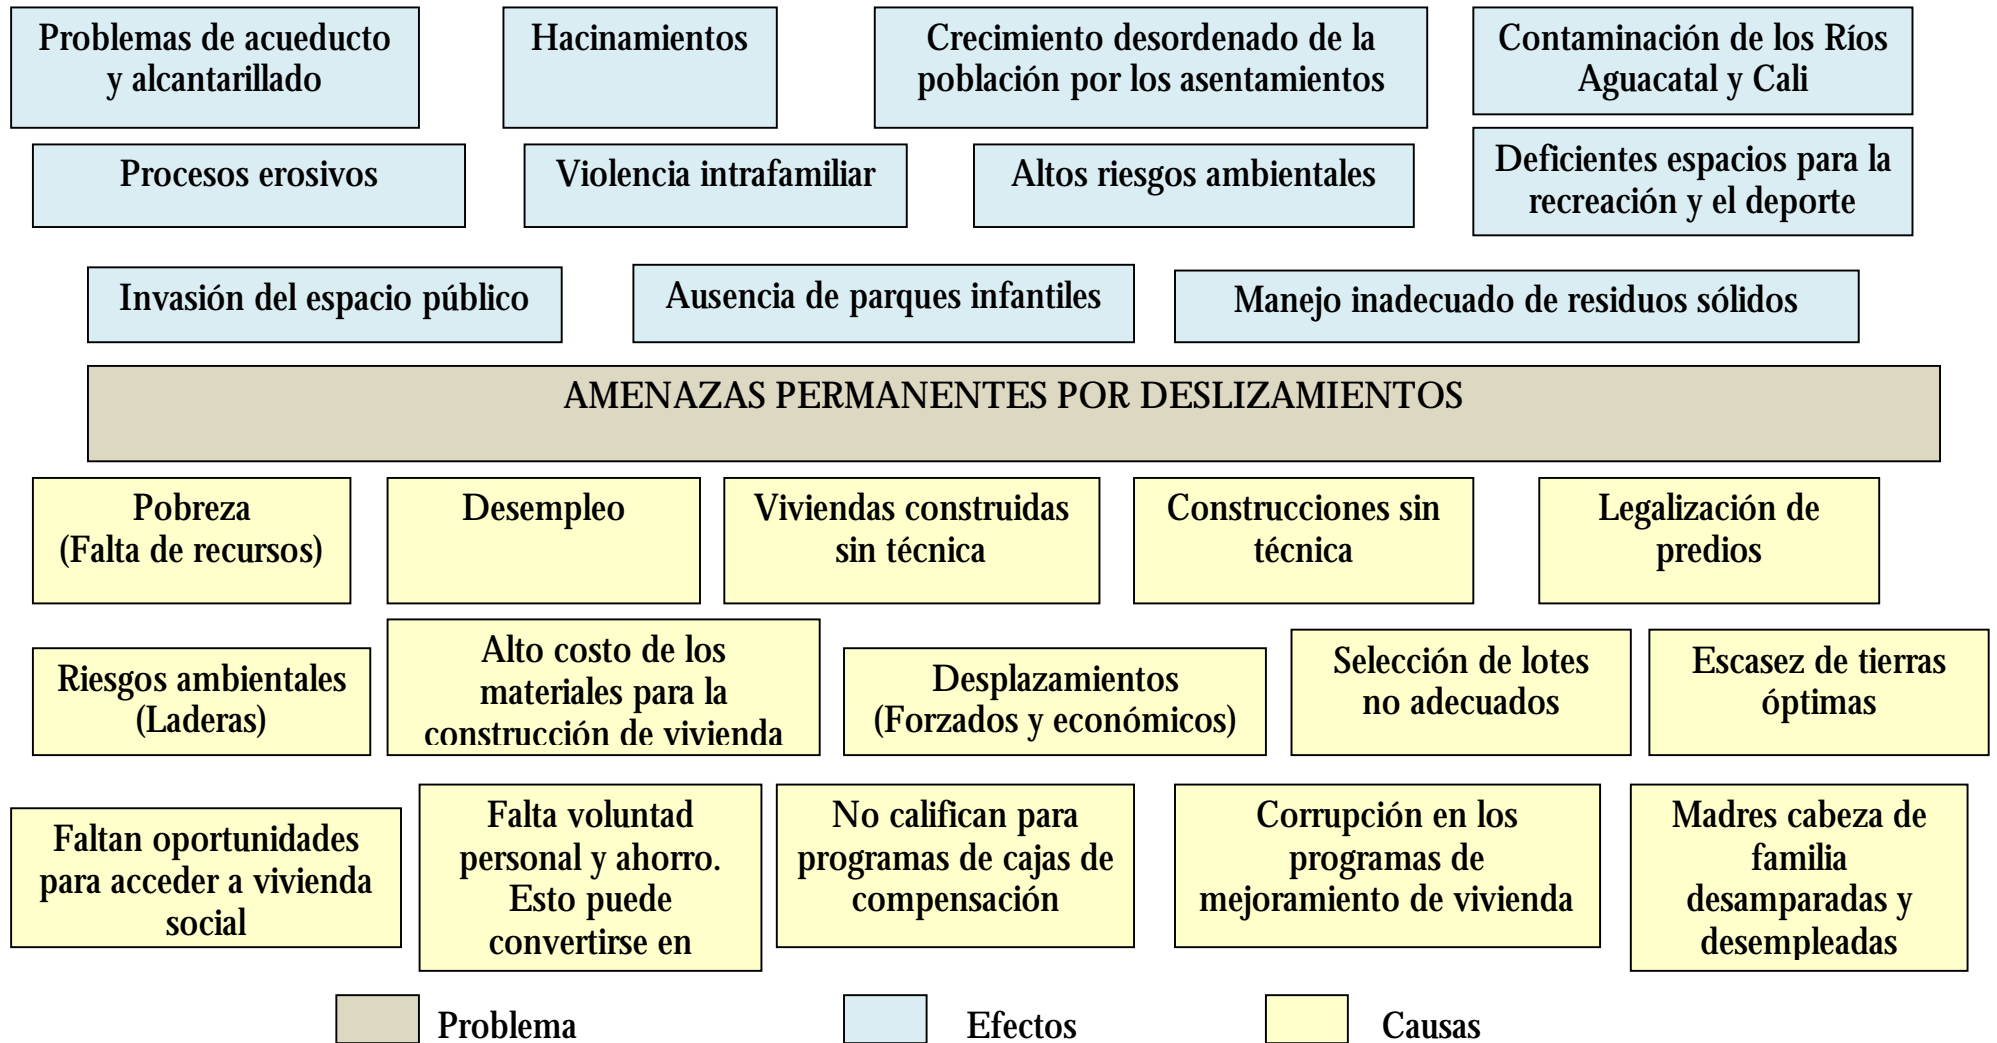 Problemas de acueducto
y alcantarillado
Hacinamientos
Crecimiento desordenado de la
población por los asentamientos
Contaminación de los Ríos
Aguacatal y Cali
Procesos erosivos
Violencia intrafamiliar
Altos riesgos ambientales
Deficientes espacios para la
recreación y el deporte
Invasión del espacio público
Ausencia de parques infantiles
Manejo inadecuado de residuos sólidos
AMENAZAS PERMANENTES POR DESLIZAMIENTOS
Pobreza
(Falta de recursos)
Desempleo
Viviendas construidas
sin técnica
Construcciones sin
técnica
Legalización de
predios
Riesgos ambientales
(Laderas)
Alto costo de los
materiales para la
construcción de vivienda
Desplazamientos
(Forzados y económicos)
Selección de lotes
no adecuados
Escasez de tierras
óptimas
Faltan oportunidades
para acceder a vivienda
social
Falta voluntad
personal y ahorro.
Esto puede
convertirse en
No califican para
programas de cajas de
compensación
Corrupción en los
programas de
mejoramiento de vivienda
Madres cabeza de
familia
desamparadas y
desempleadas
Problema
Efectos
Causas